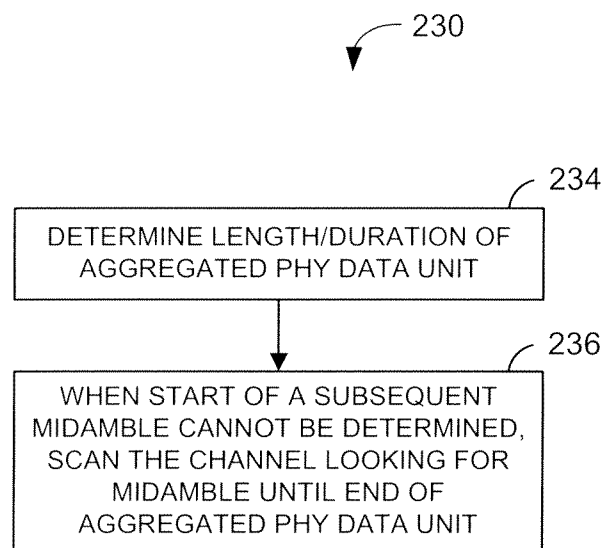 230
234
DETERMINE LENGTH/DURATION OF
AGGREGATED PHY DATA UNIT
236
WHEN START OF A SUBSEQUENT
MIDAMBLE CANNOT BE DETERMINED,
SCAN THE CHANNEL LOOKING FOR
MIDAMBLE UNTIL END OF
AGGREGATED PHY DATA UNIT